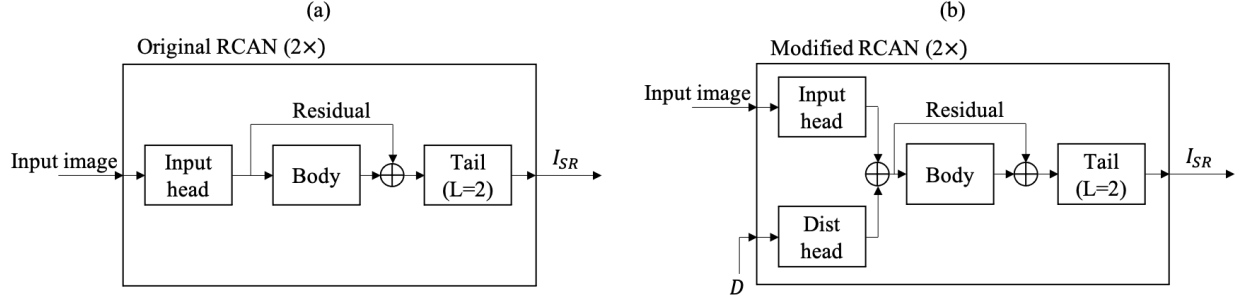 (a)
Original RCAN (2×)
Residual
Input image
Input
head
Body
Tail
(L=2)
I_SR
(b)
Modified RCAN (2×)
Input image
Input
head
Residual
Body
Tail
(L=2)
I_SR
Dist
head
D